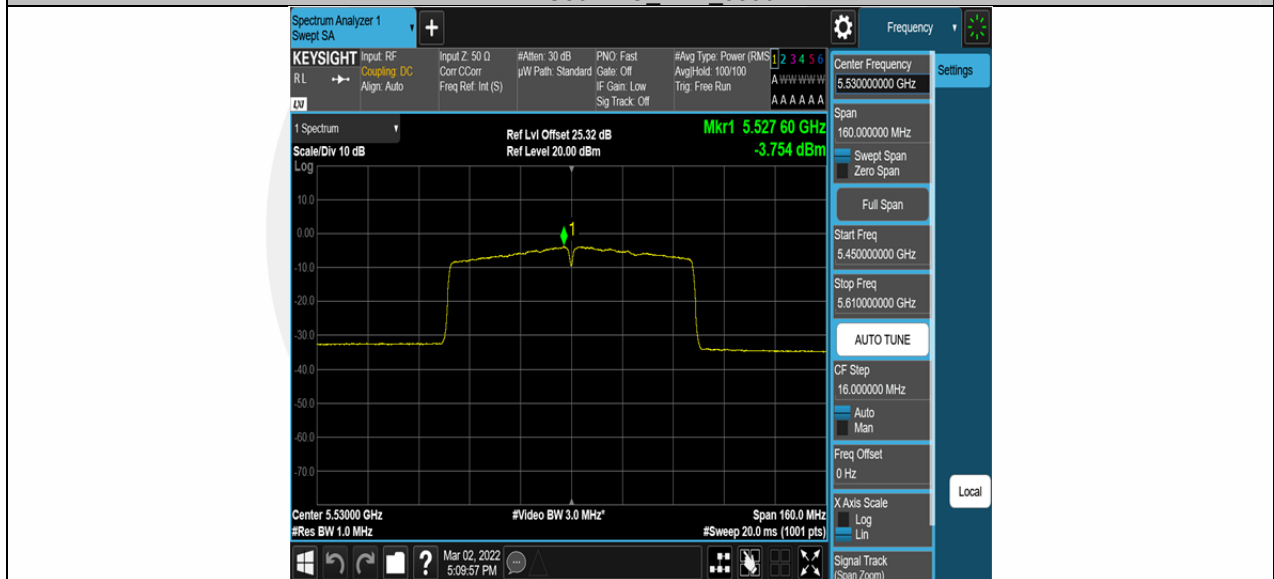 Spectrum Analyzer 1
Swept SA
+
Frequency
KEYSIGHT
RL
LXI
Input: RF
Coupling: DC
Align: Auto
Input Z: 50 Ω
Corr CCorr
Freq Ref: Int (S)
#Atten: 30 dB
µW Path: Standard
PNO: Fast
Gate: Off
IF Gain: Low
Sig Track: Off
#Avg Type: Power (RMS
Avg|Hold: 100/100
Trig: Free Run
1 2 3 4 5 6
A W W W W W
A A A A A A
1 Spectrum
Scale/Div 10 dB
Log
Ref Lvl Offset 25.32 dB
Ref Level 20.00 dBm
Mkr1 5.527 60 GHz
-3.754 dBm
10.0
0.00
-10.0
-20.0
-30.0
-40.0
-50.0
-60.0
-70.0
1
Center 5.53000 GHz
#Res BW 1.0 MHz
#Video BW 3.0 MHz*
Span 160.0 MHz
#Sweep 20.0 ms (1001 pts)
Mar 02, 2022
5:09:57 PM
?
Center Frequency
5.530000000 GHz
Span
160.000000 MHz
Swept Span
Zero Span
Full Span
Start Freq
5.450000000 GHz
Stop Freq
5.610000000 GHz
AUTO TUNE
CF Step
16.000000 MHz
Auto
Man
Freq Offset
0 Hz
X Axis Scale
Log
Lin
Signal Track
(Span Zoom)
Settings
Local